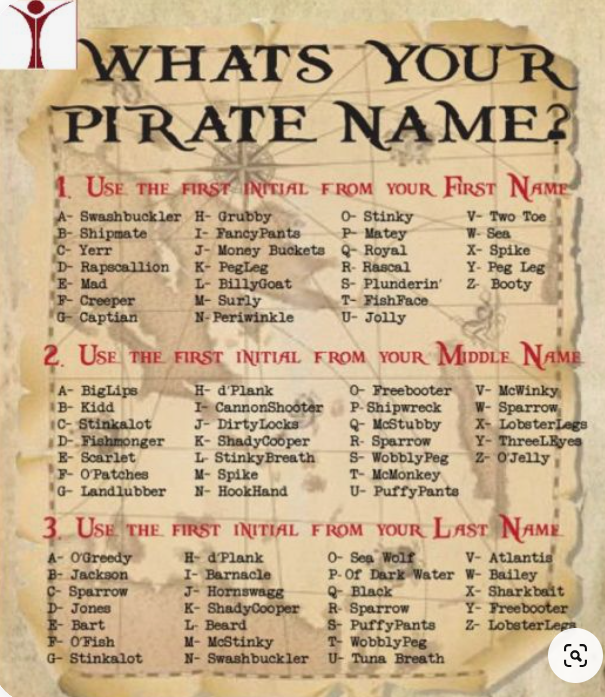 WHATS YOUR
PIRATE NAME?
1. USE THE FIRST INITIAL FROM YOUR FIRST NAME
A- Swashbuckler H- Grubby O- Stinky V- Two Toe
B- Shipmate I- FancyPants P- Matey W- Sea
C- Yerr J- Money Buckets Q- Royal X- Spike
D- Rapscallion K- PegLeg R- Rascal Y- Peg Leg
E- Mad L- BillyGoat S- Plunderin' Z- Booty
F- Creeper M- Surly T- FishFace
G- Captian N- Periwinkle U- Jolly
2. USE THE FIRST INITIAL FROM YOUR MIDDLE NAME
A- BigLips H- d'Plank O- Freebooter V- McWinky
B- Kidd I- CannonShooter P- Shipwreck W- Sparrow
C- Stinkalot J- DirtyLocks Q- McStubby X- LobsterLegs
D- Fishmonger K- ShadyCooper R- Sparrow Y- ThreeLEyes
E- Scarlet L- StinkyBreath S- WobblyPeg Z- O'Jelly
F- O'Patches M- Spike T- McMonkey
G- Landlubber N- HookHand U- PuffyPants
3. USE THE FIRST INITIAL FROM YOUR LAST NAME
A- O'Greedy H- d'Plank O- Sea Wolf V- Atlantis
B- Jackson I- Barnacle P- Of Dark Water W- Bailey
C- Sparrow J- Hornswagg Q- Black X- Sharkbait
D- Jones K- ShadyCooper R- Sparrow Y- Freebooter
E- Bart L- Beard S- PuffyPants Z- LobsterLegs
F- O'Fish M- McStinky T- WobblyPeg
G- Stinkalot N- Swashbuckler U- Tuna Breath